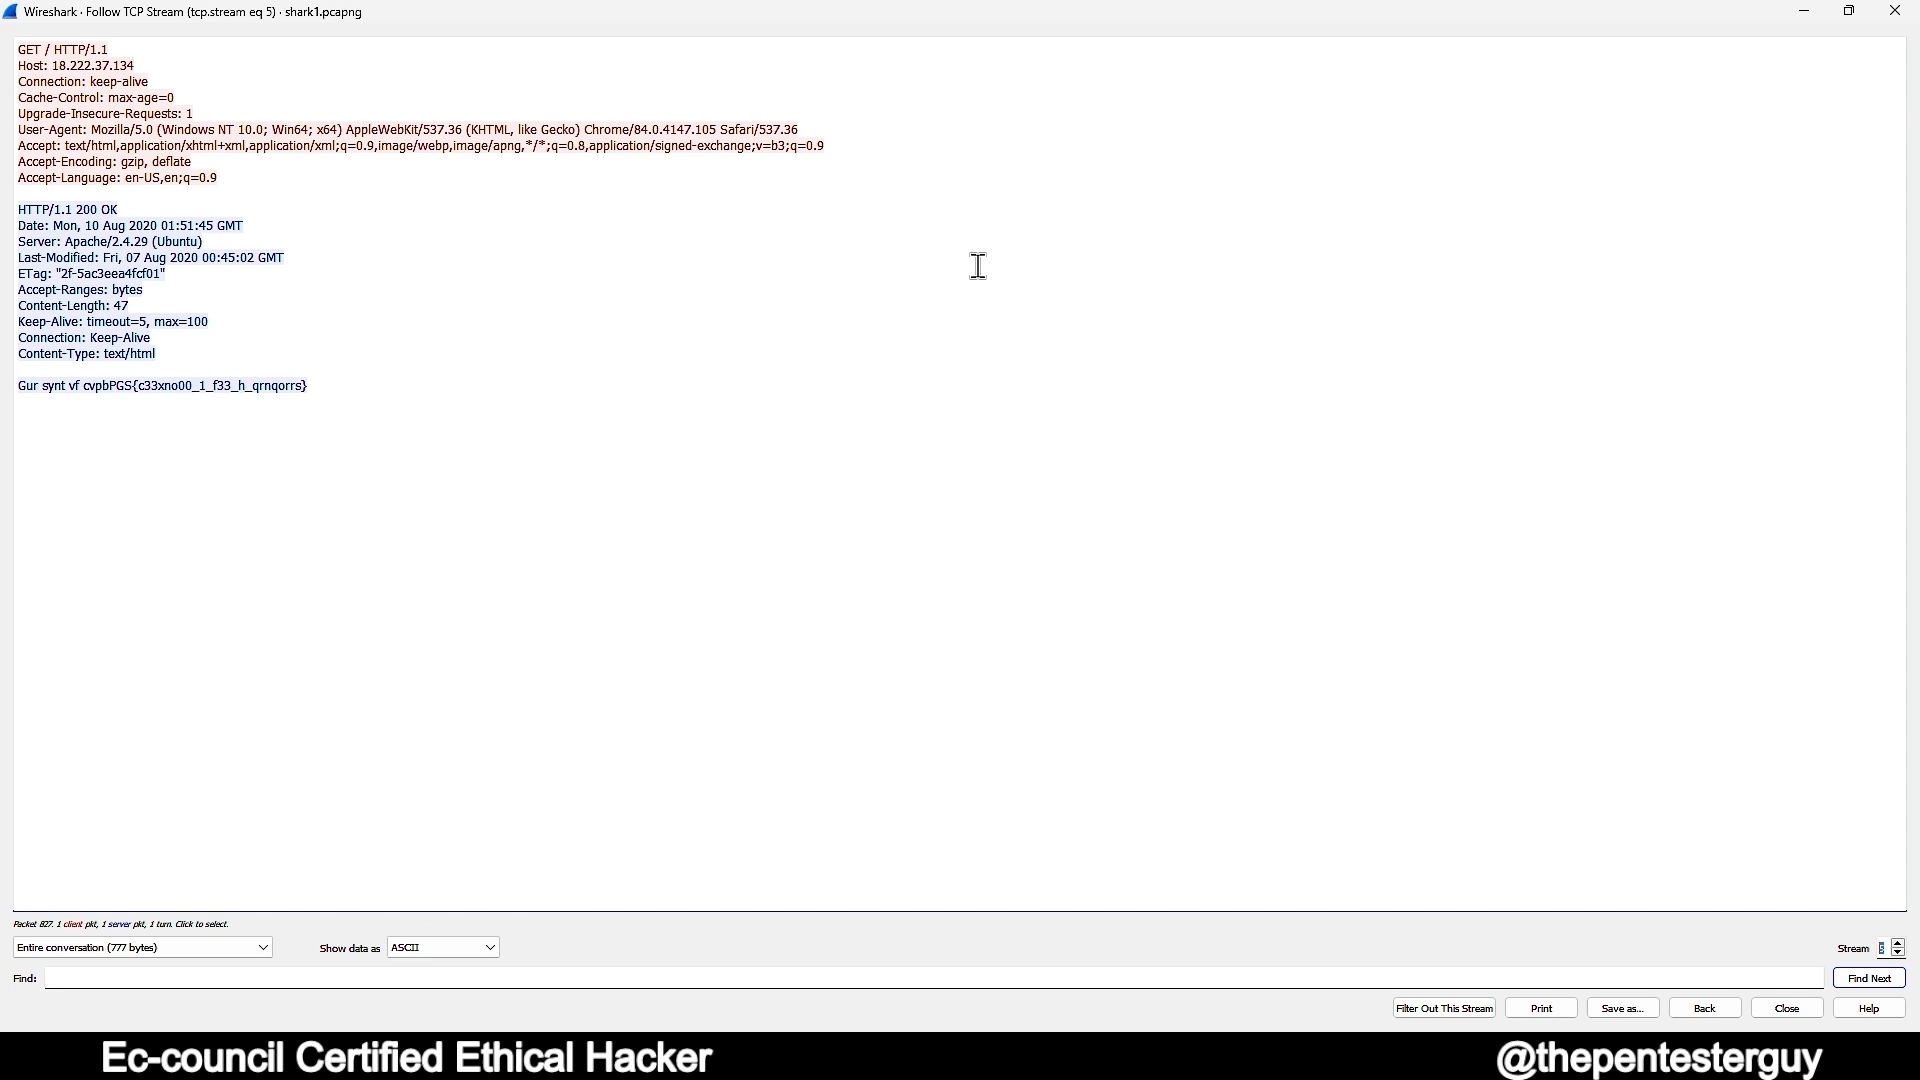 Wireshark · Follow TCP Stream (tcp.stream eq 5) · shark1.pcapng
GET / HTTP/1.1
Host: 18.222.37.134
Connection: keep-alive
Cache-Control: max-age=0
Upgrade-Insecure-Requests: 1
User-Agent: Mozilla/5.0 (Windows NT 10.0; Win64; x64) AppleWebKit/537.36 (KHTML, like Gecko) Chrome/84.0.4147.105 Safari/537.36
Accept: text/html,application/xhtml+xml,application/xml;q=0.9,image/webp,image/apng,*/*;q=0.8,application/signed-exchange;v=b3;q=0.9
Accept-Encoding: gzip, deflate
Accept-Language: en-US,en;q=0.9
HTTP/1.1 200 OK
Date: Mon, 10 Aug 2020 01:51:45 GMT
Server: Apache/2.4.29 (Ubuntu)
Last-Modified: Fri, 07 Aug 2020 00:45:02 GMT
ETag: "2f-5ac3eea4fcf01"
Accept-Ranges: bytes
Content-Length: 47
Keep-Alive: timeout=5, max=100
Connection: Keep-Alive
Content-Type: text/html
Gur synt vf cvpbPGS{c33xno00_1_f33_h_qrnqorrs}
Packet 827. 1 client pkt, 1 server pkt, 1 turn. Click to select.
Entire conversation (777 bytes) Show data as ASCII Stream 5
Find: Find Next
Filter Out This Stream Print Save as... Back Close Help
Ec-council Certified Ethical Hacker @thepentesterguy